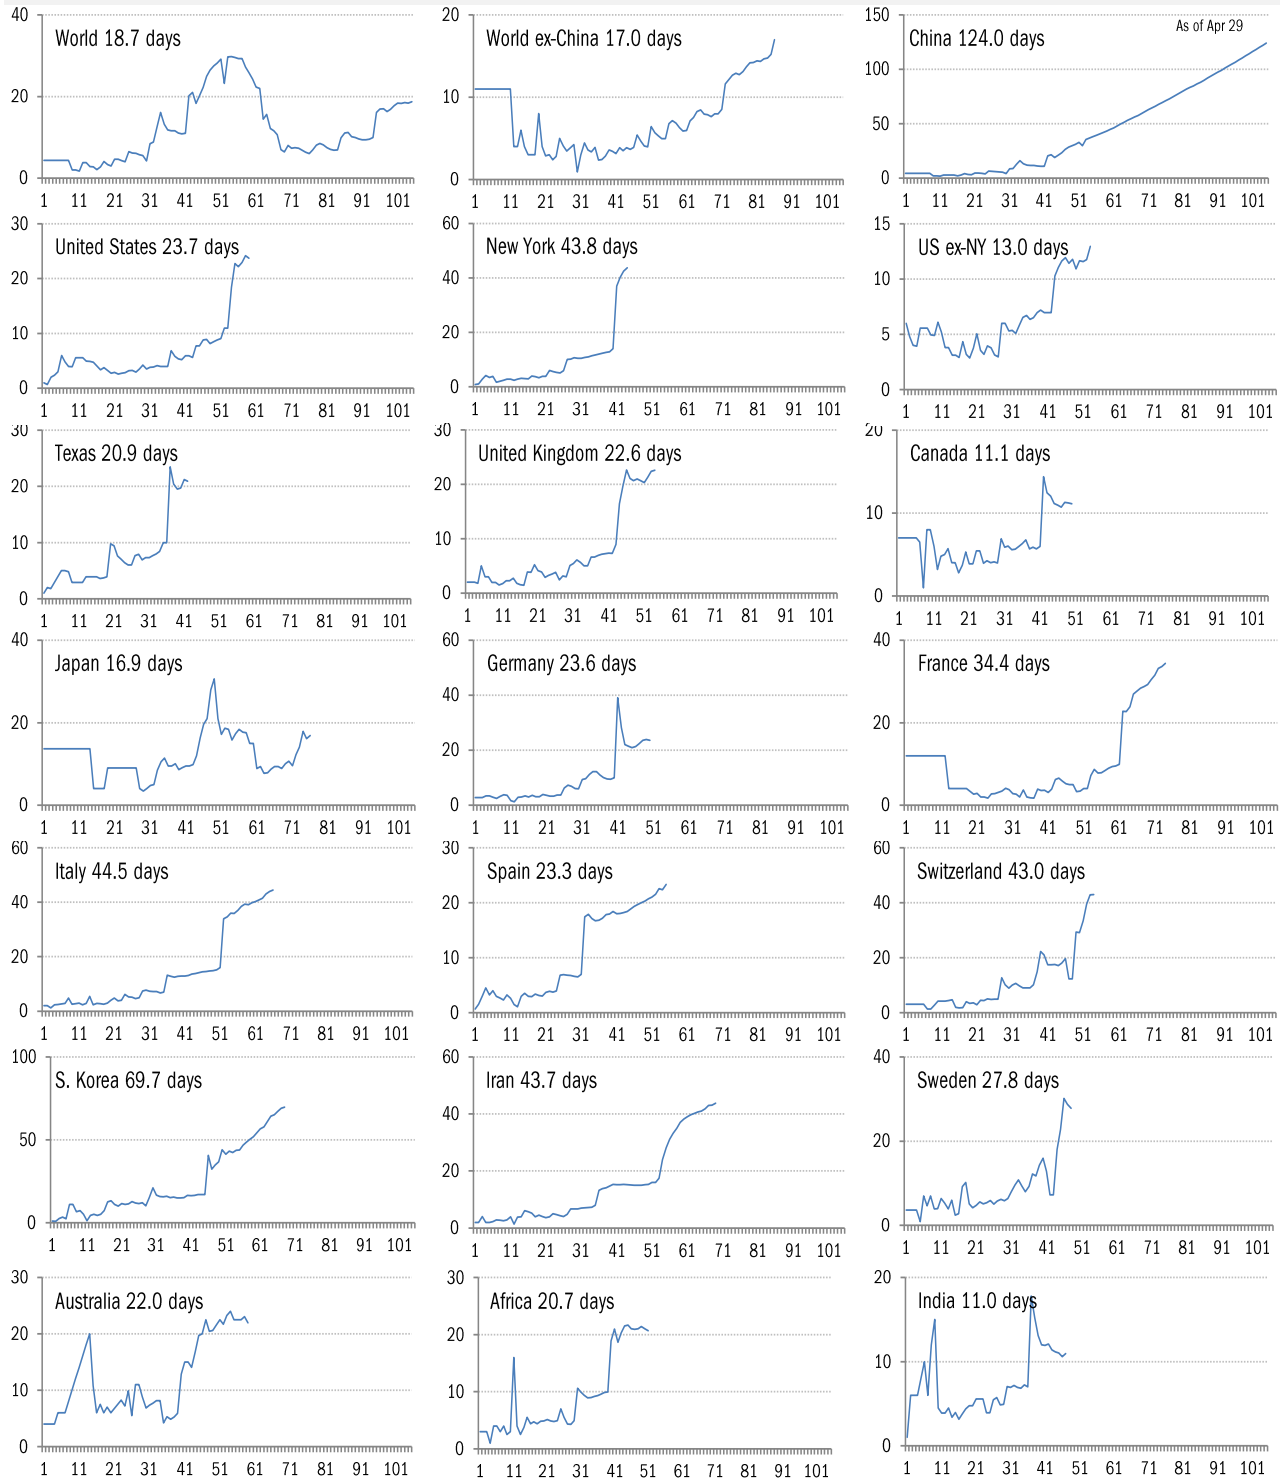 40
World 18.7 days
20
0
1 11 21 31 41 51 61 71 81 91 101
20
World ex-China 17.0 days
10
0
1 11 21 31 41 51 61 71 81 91 101
150
As of Apr 29
China 124.0 days
100
50
0
1 11 21 31 41 51 61 71 81 91 101
30
United States 23.7 days
20
10
0
1 11 21 31 41 51 61 71 81 91 101
60
New York 43.8 days
40
20
0
1 11 21 31 41 51 61 71 81 91 101
15
US ex-NY 13.0 days
10
5
0
1 11 21 31 41 51 61 71 81 91 101
30
Texas 20.9 days
20
10
0
1 11 21 31 41 51 61 71 81 91 101
30
United Kingdom 22.6 days
20
10
0
1 11 21 31 41 51 61 71 81 91 101
20
Canada 11.1 days
10
0
1 11 21 31 41 51 61 71 81 91 101
40
Japan 16.9 days
20
0
1 11 21 31 41 51 61 71 81 91 101
60
Germany 23.6 days
40
20
0
1 11 21 31 41 51 61 71 81 91 101
40
France 34.4 days
20
0
1 11 21 31 41 51 61 71 81 91 101
60
Italy 44.5 days
40
20
0
1 11 21 31 41 51 61 71 81 91 101
30
Spain 23.3 days
20
10
0
1 11 21 31 41 51 61 71 81 91 101
60
Switzerland 43.0 days
40
20
0
1 11 21 31 41 51 61 71 81 91 101
100
S. Korea 69.7 days
50
0
1 11 21 31 41 51 61 71 81 91 101
60
Iran 43.7 days
40
20
0
1 11 21 31 41 51 61 71 81 91 101
40
Sweden 27.8 days
20
0
1 11 21 31 41 51 61 71 81 91 101
30
Australia 22.0 days
20
10
0
1 11 21 31 41 51 61 71 81 91 101
30
Africa 20.7 days
20
10
0
1 11 21 31 41 51 61 71 81 91 101
20
India 11.0 days
10
0
1 11 21 31 41 51 61 71 81 91 101